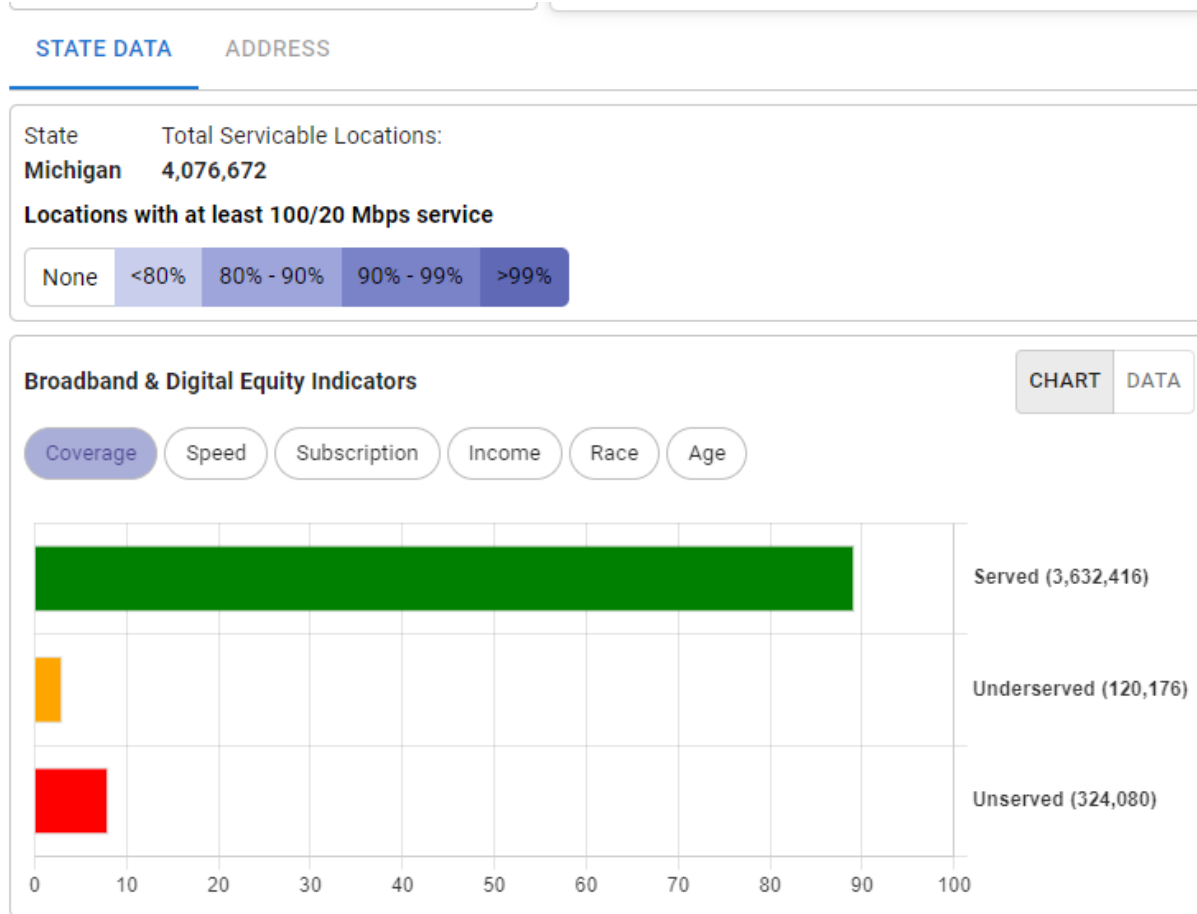 STATE DATA ADDRESS
State Total Servicable Locations:
Michigan 4,076,672
Locations with at least 100/20 Mbps service
None <80% 80% - 90% 90% - 99% >99%
Broadband & Digital Equity Indicators CHART DATA
Coverage Speed Subscription Income Race Age
Served (3,632,416)
Underserved (120,176)
Unserved (324,080)
0 10 20 30 40 50 60 70 80 90 100